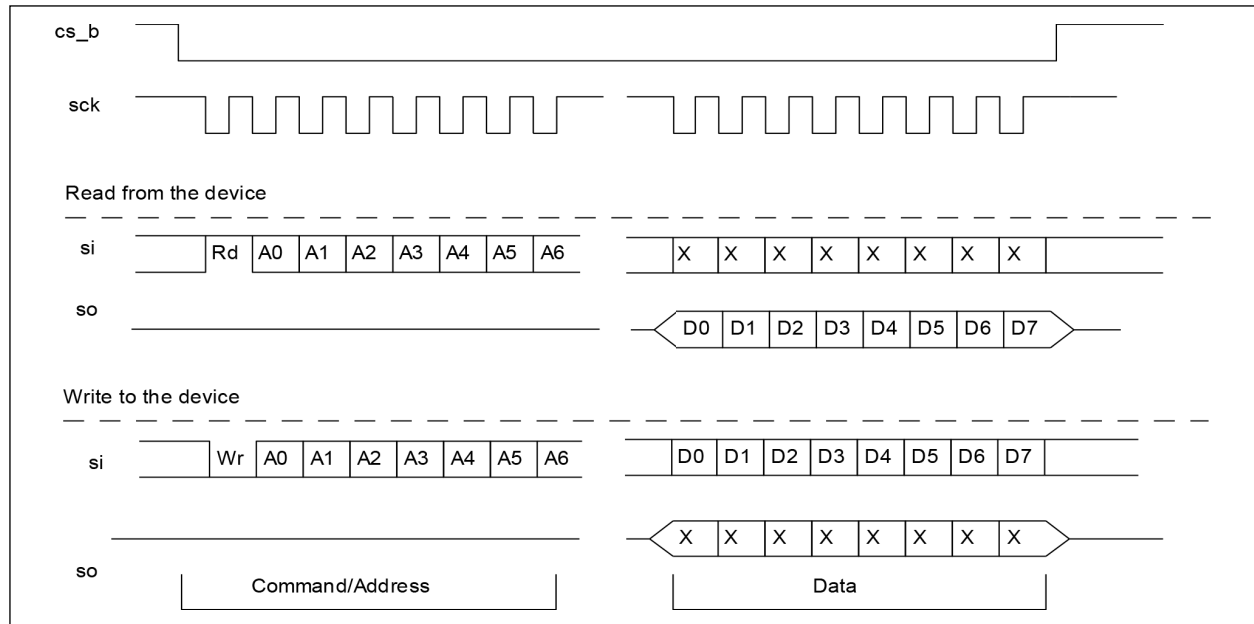 cs_b
sck
Read from the device
si Rd A0 A1 A2 A3 A4 A5 A6 X X X X X X X X
so D0 D1 D2 D3 D4 D5 D6 D7
Write to the device
si Wr A0 A1 A2 A3 A4 A5 A6 D0 D1 D2 D3 D4 D5 D6 D7
so X X X X X X X X
Command/Address Data